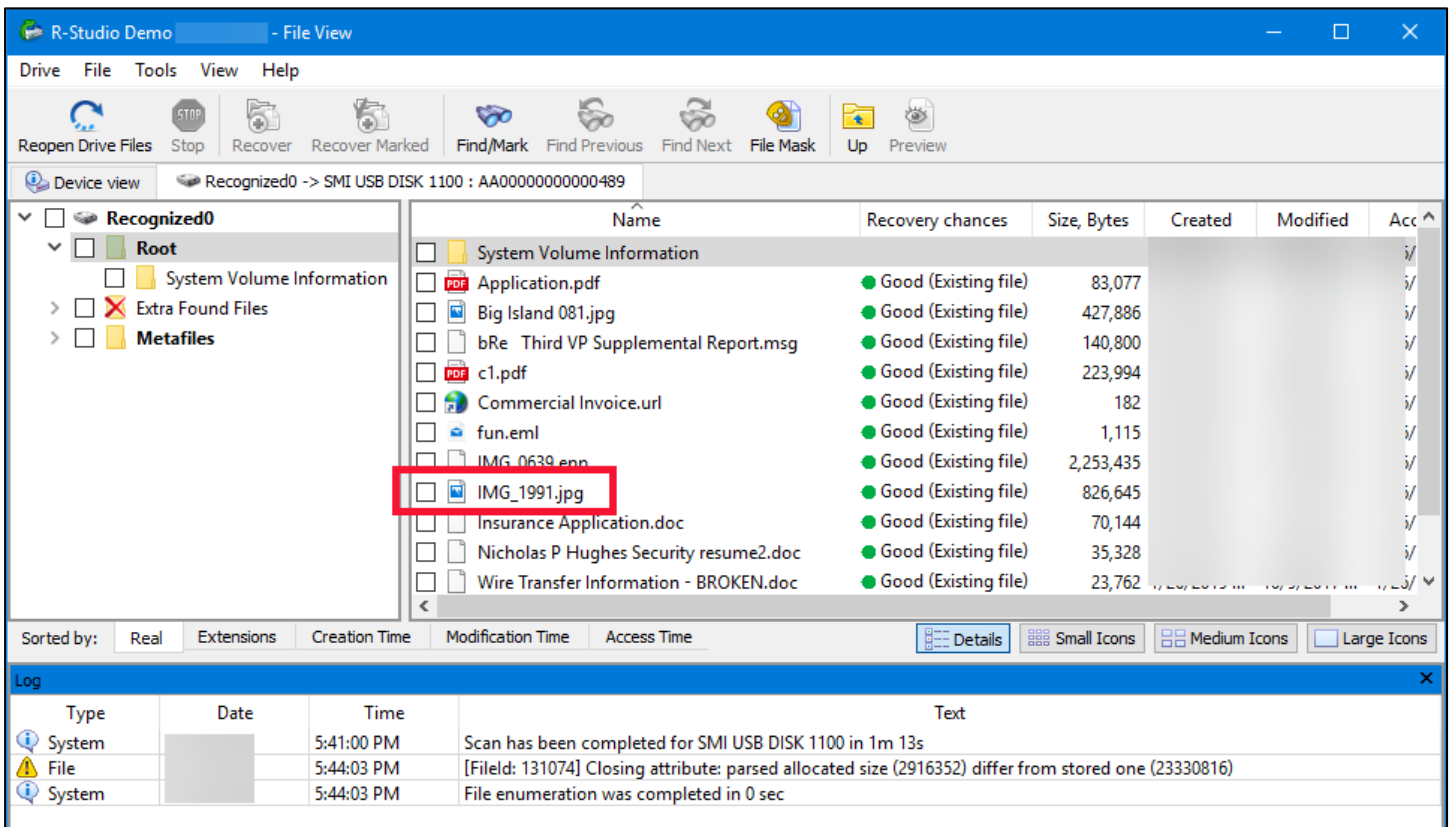 R-Studio Demo - File View
Drive File Tools View Help
STOP
Reopen Drive Files Stop Recover Recover Marked Find/Mark Find Previous Find Next File Mask Up Preview
Device view Recognized0 -> SMI USB DISK 1100 : AA00000000000489
Recognized0
Root
System Volume Information
Extra Found Files
Metafiles
Name Recovery chances Size, Bytes Created Modified Acc
System Volume Information
PDF Application.pdf Good (Existing file) 83,077
Big Island 081.jpg Good (Existing file) 427,886
bRe Third VP Supplemental Report.msg Good (Existing file) 140,800
PDF c1.pdf Good (Existing file) 223,994
Commercial Invoice.url Good (Existing file) 182
fun.eml Good (Existing file) 1,115
IMG_0639.enp Good (Existing file) 2,253,435
IMG_1991.jpg Good (Existing file) 826,645
Insurance Application.doc Good (Existing file) 70,144
Nicholas P Hughes Security resume2.doc Good (Existing file) 35,328
Wire Transfer Information - BROKEN.doc Good (Existing file) 23,762
Sorted by: Real Extensions Creation Time Modification Time Access Time Details Small Icons Medium Icons Large Icons
Log
Type Date Time Text
System 5:41:00 PM Scan has been completed for SMI USB DISK 1100 in 1m 13s
File 5:44:03 PM [FileId: 131074] Closing attribute: parsed allocated size (2916352) differ from stored one (23330816)
System 5:44:03 PM File enumeration was completed in 0 sec